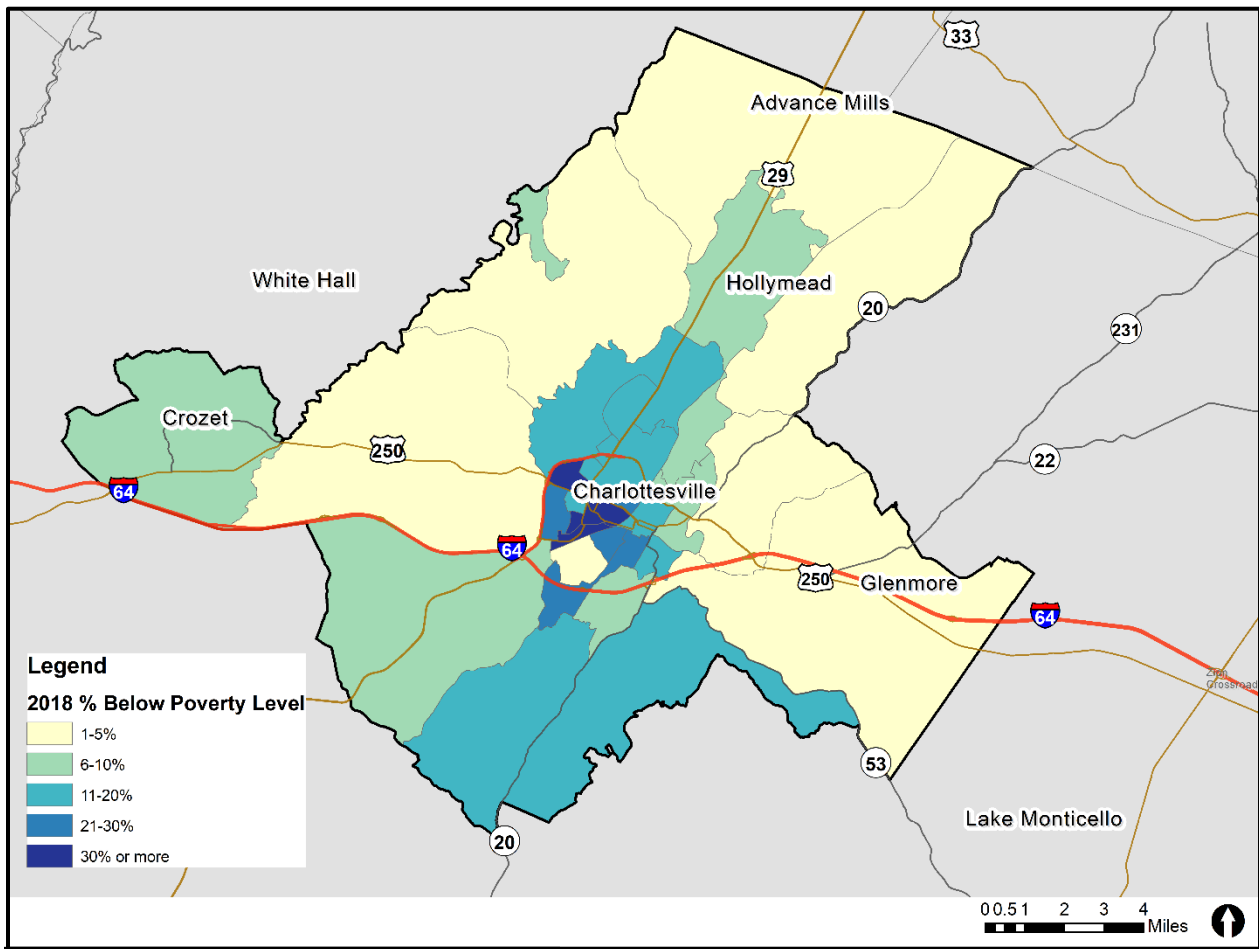 33
Advance Mills
29
White Hall
Hollymead
20
231
Crozet
250
22
64
Charlottesville
64
250
Glenmore
64
Zion
Crossroad
Legend
2018 % Below Poverty Level
1-5%
6-10%
11-20%
21-30%
30% or more
53
Lake Monticello
20
0 0.5 1 2 3 4
Miles